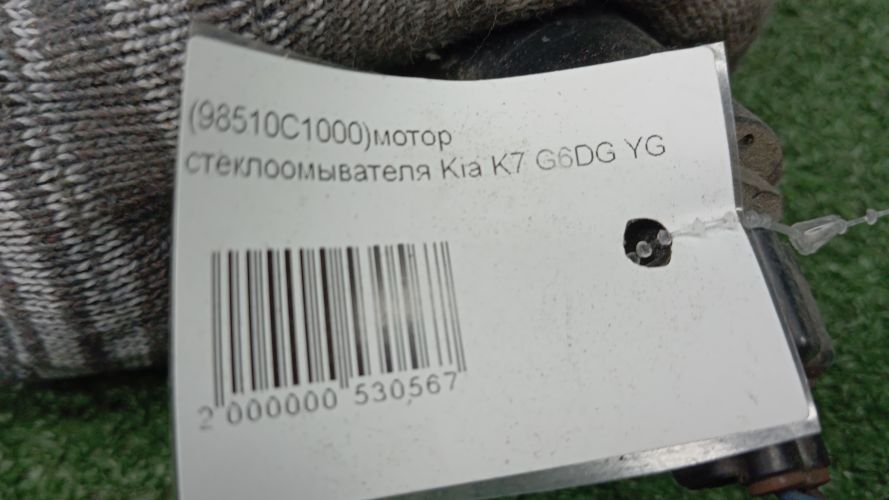 (98510C1000)мотор
стеклоомывателя Kia K7 G6DG YG
2 000000 530567